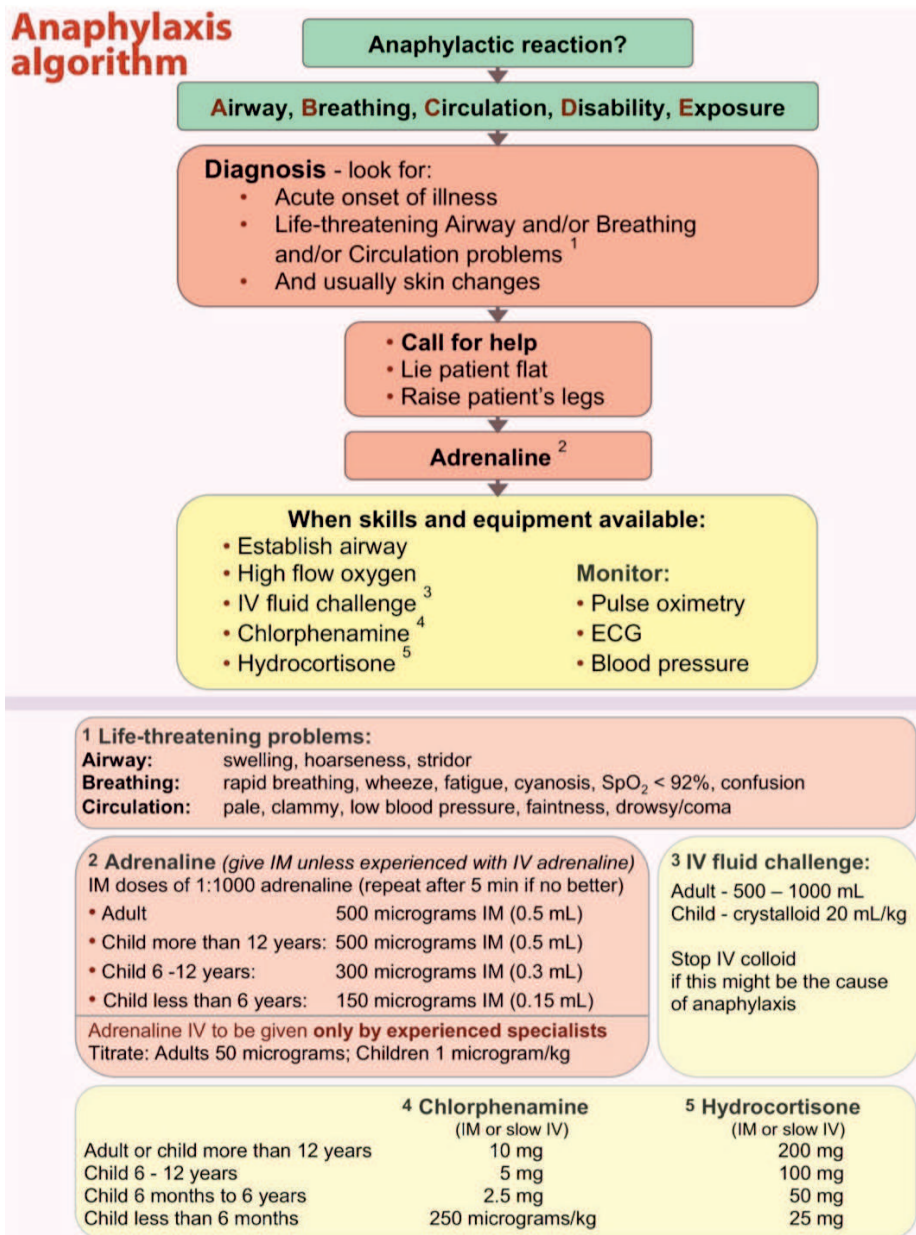 Anaphylaxis
algorithm
Anaphylactic reaction?
Airway, Breathing, Circulation, Disability, Exposure
Diagnosis - look for:
• Acute onset of illness
• Life-threatening Airway and/or Breathing
and/or Circulation problems 1
• And usually skin changes
• Call for help
• Lie patient flat
• Raise patient's legs
Adrenaline 2
When skills and equipment available:
• Establish airway
• High flow oxygen
• IV fluid challenge 3
• Chlorphenamine 4
• Hydrocortisone 5
Monitor:
• Pulse oximetry
• ECG
• Blood pressure
1 Life-threatening problems:
Airway: swelling, hoarseness, stridor
Breathing: rapid breathing, wheeze, fatigue, cyanosis, SpO2 < 92%, confusion
Circulation: pale, clammy, low blood pressure, faintness, drowsy/coma
2 Adrenaline (give IM unless experienced with IV adrenaline)
IM doses of 1:1000 adrenaline (repeat after 5 min if no better)
• Adult 500 micrograms IM (0.5 mL)
• Child more than 12 years: 500 micrograms IM (0.5 mL)
• Child 6 -12 years: 300 micrograms IM (0.3 mL)
• Child less than 6 years: 150 micrograms IM (0.15 mL)
Adrenaline IV to be given only by experienced specialists
Titrate: Adults 50 micrograms; Children 1 microgram/kg
3 IV fluid challenge:
Adult - 500 – 1000 mL
Child - crystalloid 20 mL/kg
Stop IV colloid
if this might be the cause
of anaphylaxis
4 Chlorphenamine 5 Hydrocortisone
(IM or slow IV) (IM or slow IV)
Adult or child more than 12 years 10 mg 200 mg
Child 6 - 12 years 5 mg 100 mg
Child 6 months to 6 years 2.5 mg 50 mg
Child less than 6 months 250 micrograms/kg 25 mg